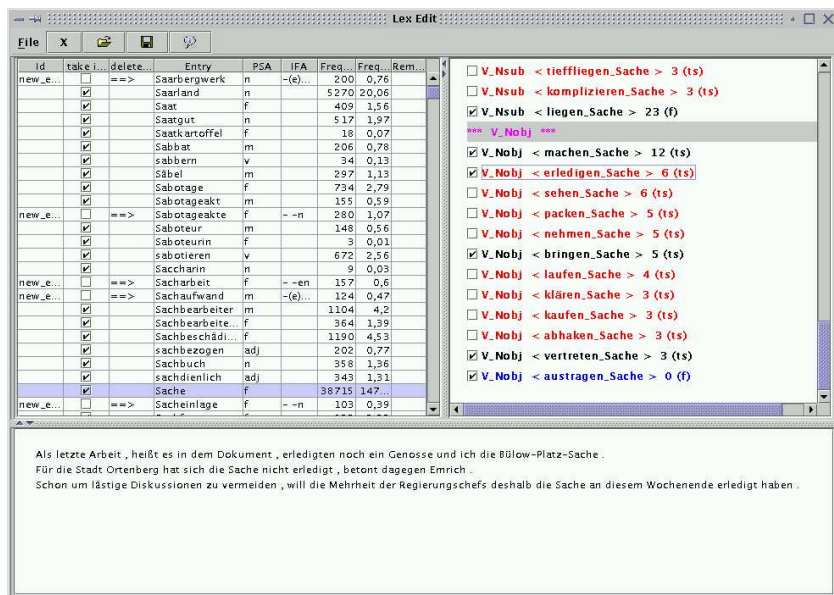 Lex Edit
File X
Id take i... delete... Entry PSA IFA Freq... Freq... Rem...
new_e... ==> Saarbergwerk n -(e)... 200 0,76
Saarland n 5270 20,06
Saat f 409 1,56
Saatgut n 517 1,97
Saatkartoffel f 18 0,07
Sabbat m 206 0,78
sabbern v 34 0,13
Säbel m 297 1,13
Sabotage f 734 2,79
Sabotageakt m 155 0,59
new_e... ==> Sabotageakte f - -n 280 1,07
Saboteur m 148 0,56
Saboteurin f 3 0,01
sabotieren v 672 2,56
Saccharin n 9 0,03
new_e... ==> Sacharbeit f - -en 157 0,6
new_e... ==> Sachaufwand m -(e)... 124 0,47
Sachbearbeiter m 1104 4,2
Sachbearbeite... f 364 1,39
Sachbeschädi... f 1190 4,53
sachbezogen adj 202 0,77
Sachbuch n 358 1,36
sachdienlich adj 343 1,31
Sache f 38715 147...
new_e... ==> Sacheinlage f - -n 103 0,39
V_Nsub < tieffliegen_Sache > 3 (ts)
V_Nsub < komplizieren_Sache > 3 (ts)
V_Nsub < liegen_Sache > 23 (f)
*** V_Nobj ***
V_Nobj < machen_Sache > 12 (ts)
V_Nobj < erledigen_Sache > 6 (ts)
V_Nobj < sehen_Sache > 6 (ts)
V_Nobj < packen_Sache > 5 (ts)
V_Nobj < nehmen_Sache > 5 (ts)
V_Nobj < bringen_Sache > 5 (ts)
V_Nobj < laufen_Sache > 4 (ts)
V_Nobj < klären_Sache > 3 (ts)
V_Nobj < kaufen_Sache > 3 (ts)
V_Nobj < abhaken_Sache > 3 (ts)
V_Nobj < vertreten_Sache > 3 (ts)
V_Nobj < austragen_Sache > 0 (f)
Als letzte Arbeit , heißt es in dem Dokument , erledigten noch ein Genosse und ich die Bülow-Platz-Sache .
Für die Stadt Ortenberg hat sich die Sache nicht erledigt , betont dagegen Emrich .
Schon um lästige Diskussionen zu vermeiden , will die Mehrheit der Regierungschefs deshalb die Sache an diesem Wochenende erledigt haben .